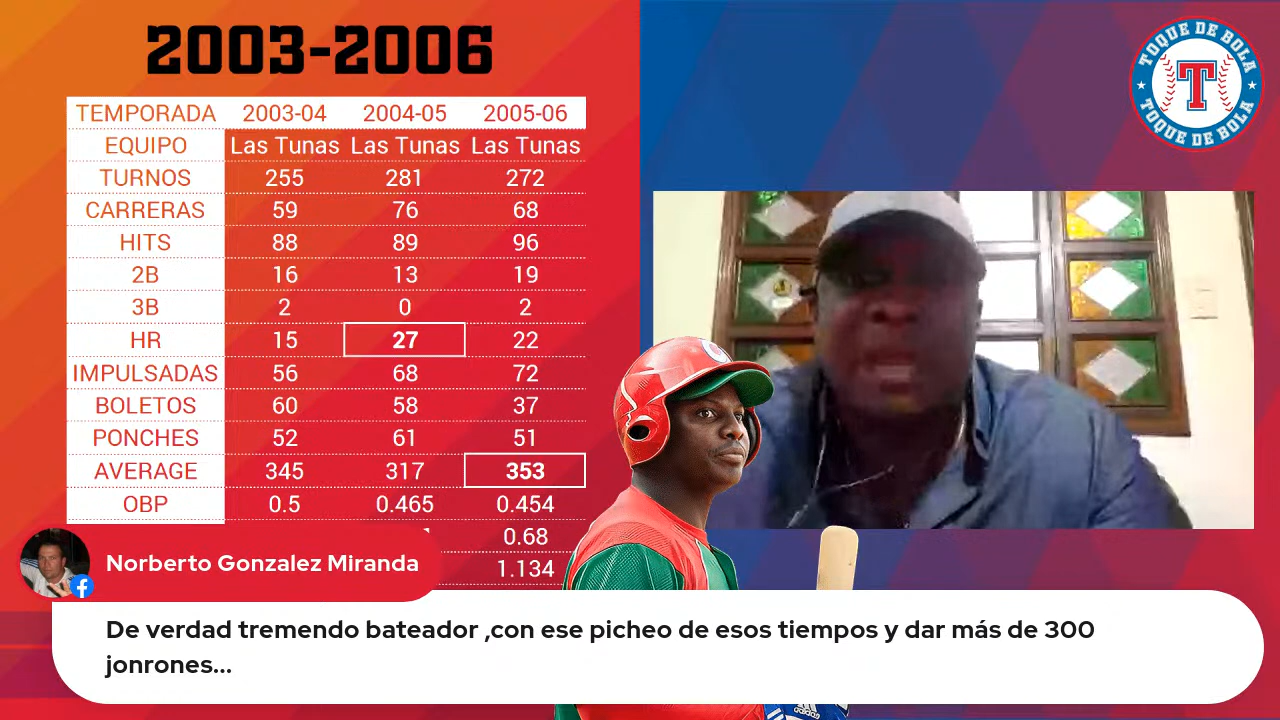 2003-2006
TOQUE DE BOLA
T
TOQUE DE BOLA
TEMPORADA 2003-04 2004-05 2005-06
EQUIPO Las Tunas Las Tunas Las Tunas
TURNOS 255 281 272
CARRERAS 59 76 68
HITS 88 89 96
2B 16 13 19
3B 2 0 2
HR 15 27 22
IMPULSADAS 56 68 72
BOLETOS 60 58 37
PONCHES 52 61 51
AVERAGE 345 317 353
OBP 0.5 0.465 0.454
0.68
1.134
Norberto Gonzalez Miranda
De verdad tremendo bateador ,con ese picheo de esos tiempos y dar más de 300
jonrones...
adidas